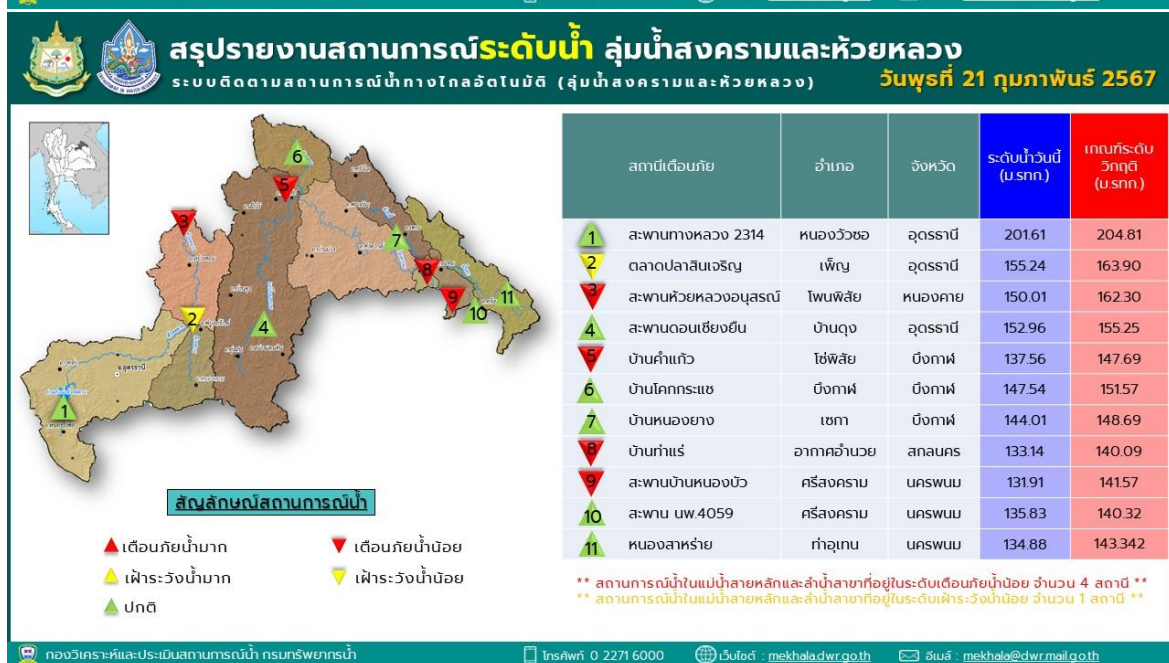 สรุปรายงานสถานการณ์ระดับน้ำ ลุ่มน้ำสงครามและห้วยหลวง
ระบบติดตามสถานการณ์น้ำทางไกลอัตโนมัติ (ลุ่มน้ำสงครามและห้วยหลวง) วันพุธที่ 21 กุมภาพันธ์ 2567
6
5
3
7
8
2
9
11
10
4
1
สัญลักษณ์สถานการณ์น้ำ
เตือนภัยน้ำมาก เตือนภัยน้ำน้อย
เฝ้าระวังน้ำมาก เฝ้าระวังน้ำน้อย
ปกติ
สถานีเตือนภัย อำเภอ จังหวัด ระดับน้ำวันนี้ (ม.รทก.) เกณฑ์ระดับวิกฤติ (ม.รทก.)
1 สะพานทางหลวง 2314 หนองวัวซอ อุดรธานี 201.61 204.81
2 ตลาดปลาสินเจริญ เพ็ญ อุดรธานี 155.24 163.90
3 สะพานห้วยหลวงอนุสรณ์ โพนพิสัย หนองคาย 150.01 162.30
4 สะพานดอนเชียงยืน บ้านดุง อุดรธานี 152.96 155.25
5 บ้านคำแก้ว โซ่พิสัย บึงกาฬ 137.56 147.69
6 บ้านโคกกระแซ บึงกาฬ บึงกาฬ 147.54 151.57
7 บ้านหนองยาง เซกา บึงกาฬ 144.01 148.69
8 บ้านท่าแร่ อากาศอำนวย สกลนคร 133.14 140.09
9 สะพานบ้านหนองบัว ศรีสงคราม นครพนม 131.91 141.57
10 สะพาน นพ.4059 ศรีสงคราม นครพนม 135.83 140.32
11 หนองสาหร่าย ท่าอุเทน นครพนม 134.88 143.342
** สถานการณ์น้ำในแม่น้ำสายหลักและลำน้ำสาขาที่อยู่ในระดับเตือนภัยน้ำน้อย จำนวน 4 สถานี **
** สถานการณ์น้ำในแม่น้ำสายหลักและลำน้ำสาขาที่อยู่ในระดับเฝ้าระวังน้ำน้อย จำนวน 1 สถานี **
กองวิเคราะห์และประเมินสถานการณ์น้ำ กรมทรัพยากรน้ำ โทรศัพท์ 0 2271 6000 เว็บไซต์ : mekhala.dwr.go.th อีเมล์ : mekhala@dwr.mail.go.th